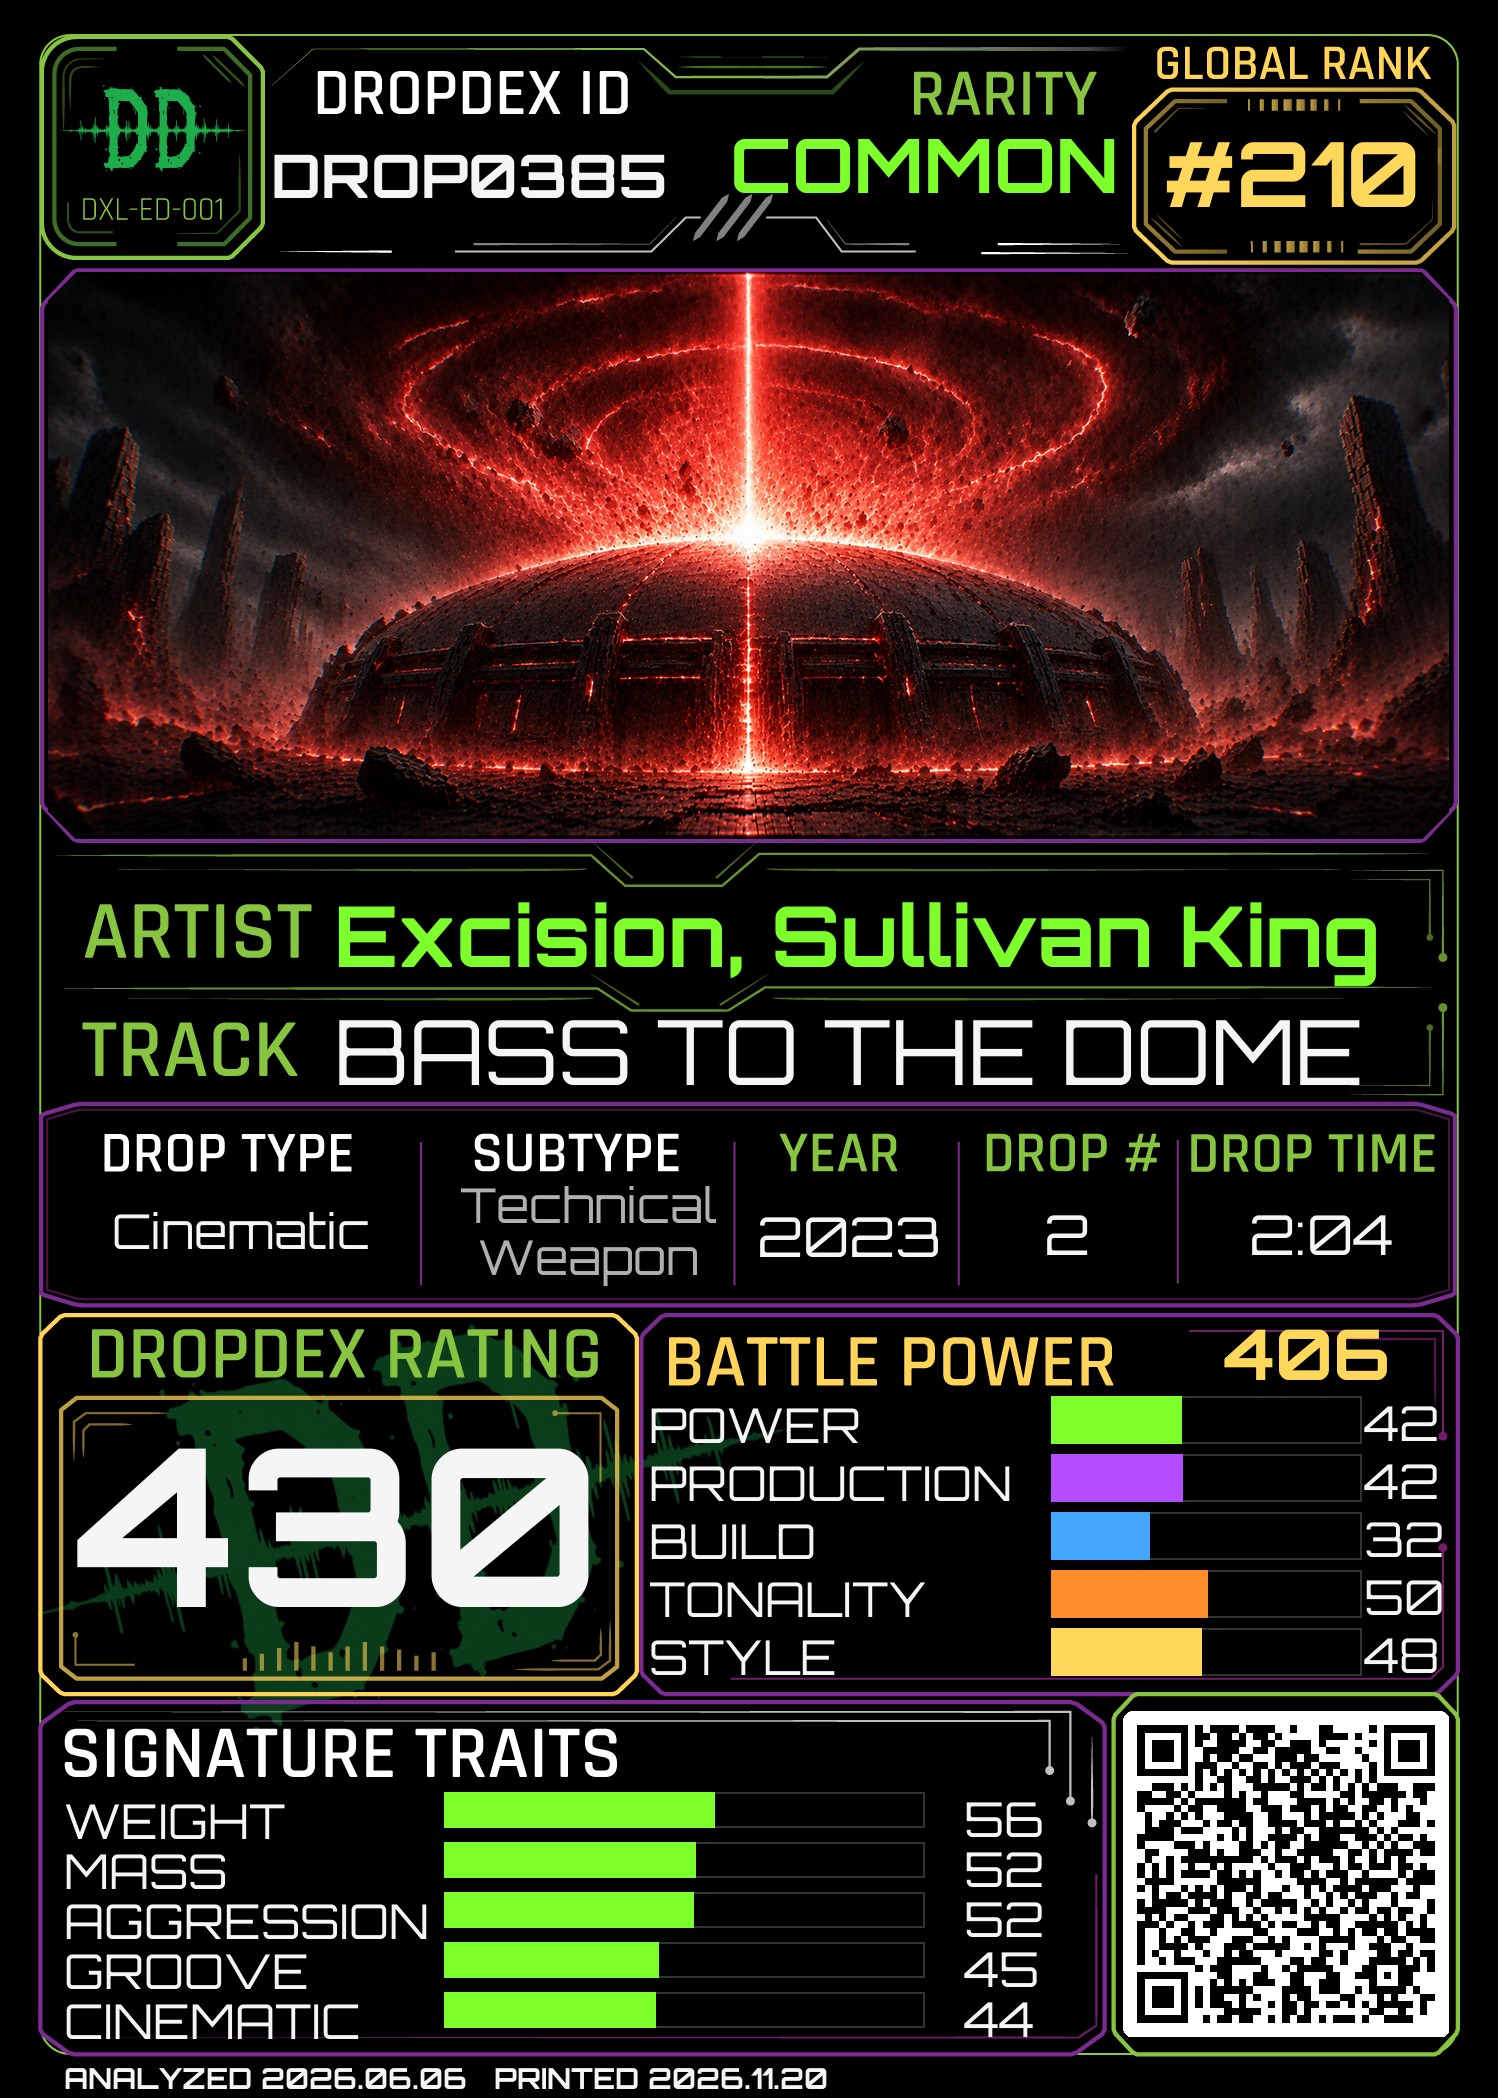 DD
DXL-ED-001
DROPDEX ID
DROP0385
RARITY
COMMON
GLOBAL RANK
#210
ARTIST Excision, Sullivan King
TRACK BASS TO THE DOME
DROP TYPE
Cinematic
SUBTYPE
Technical
Weapon
YEAR
2023
DROP #
2
DROP TIME
2:04
DROPDEX RATING
430
BATTLE POWER 406
POWER 42
PRODUCTION 42
BUILD 32
TONALITY 50
STYLE 48
SIGNATURE TRAITS
WEIGHT 56
MASS 52
AGGRESSION 52
GROOVE 45
CINEMATIC 44
ANALYZED 2026.06.06 PRINTED 2026.11.20